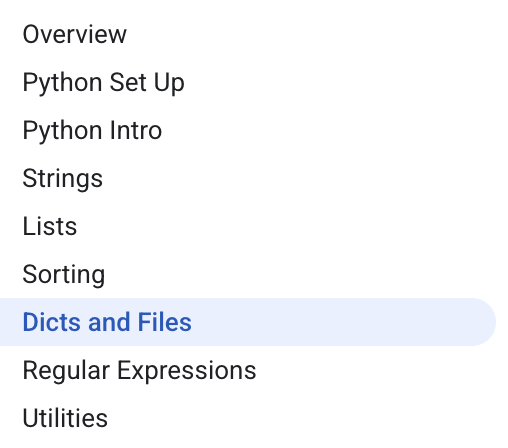 Overview
Python Set Up
Python Intro
Strings
Lists
Sorting
Dicts and Files
Regular Expressions
Utilities